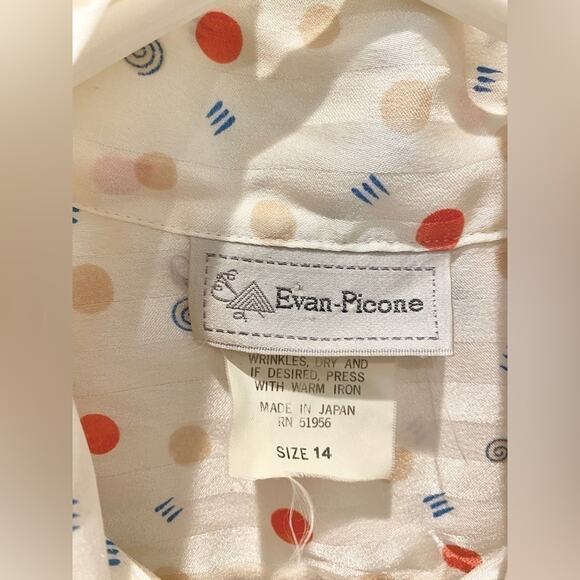 Evan-Picone
WRINKLES, DRY AND
IF DESIRED, PRESS
WITH WARM IRON
MADE IN JAPAN
RN 51956
SIZE 14